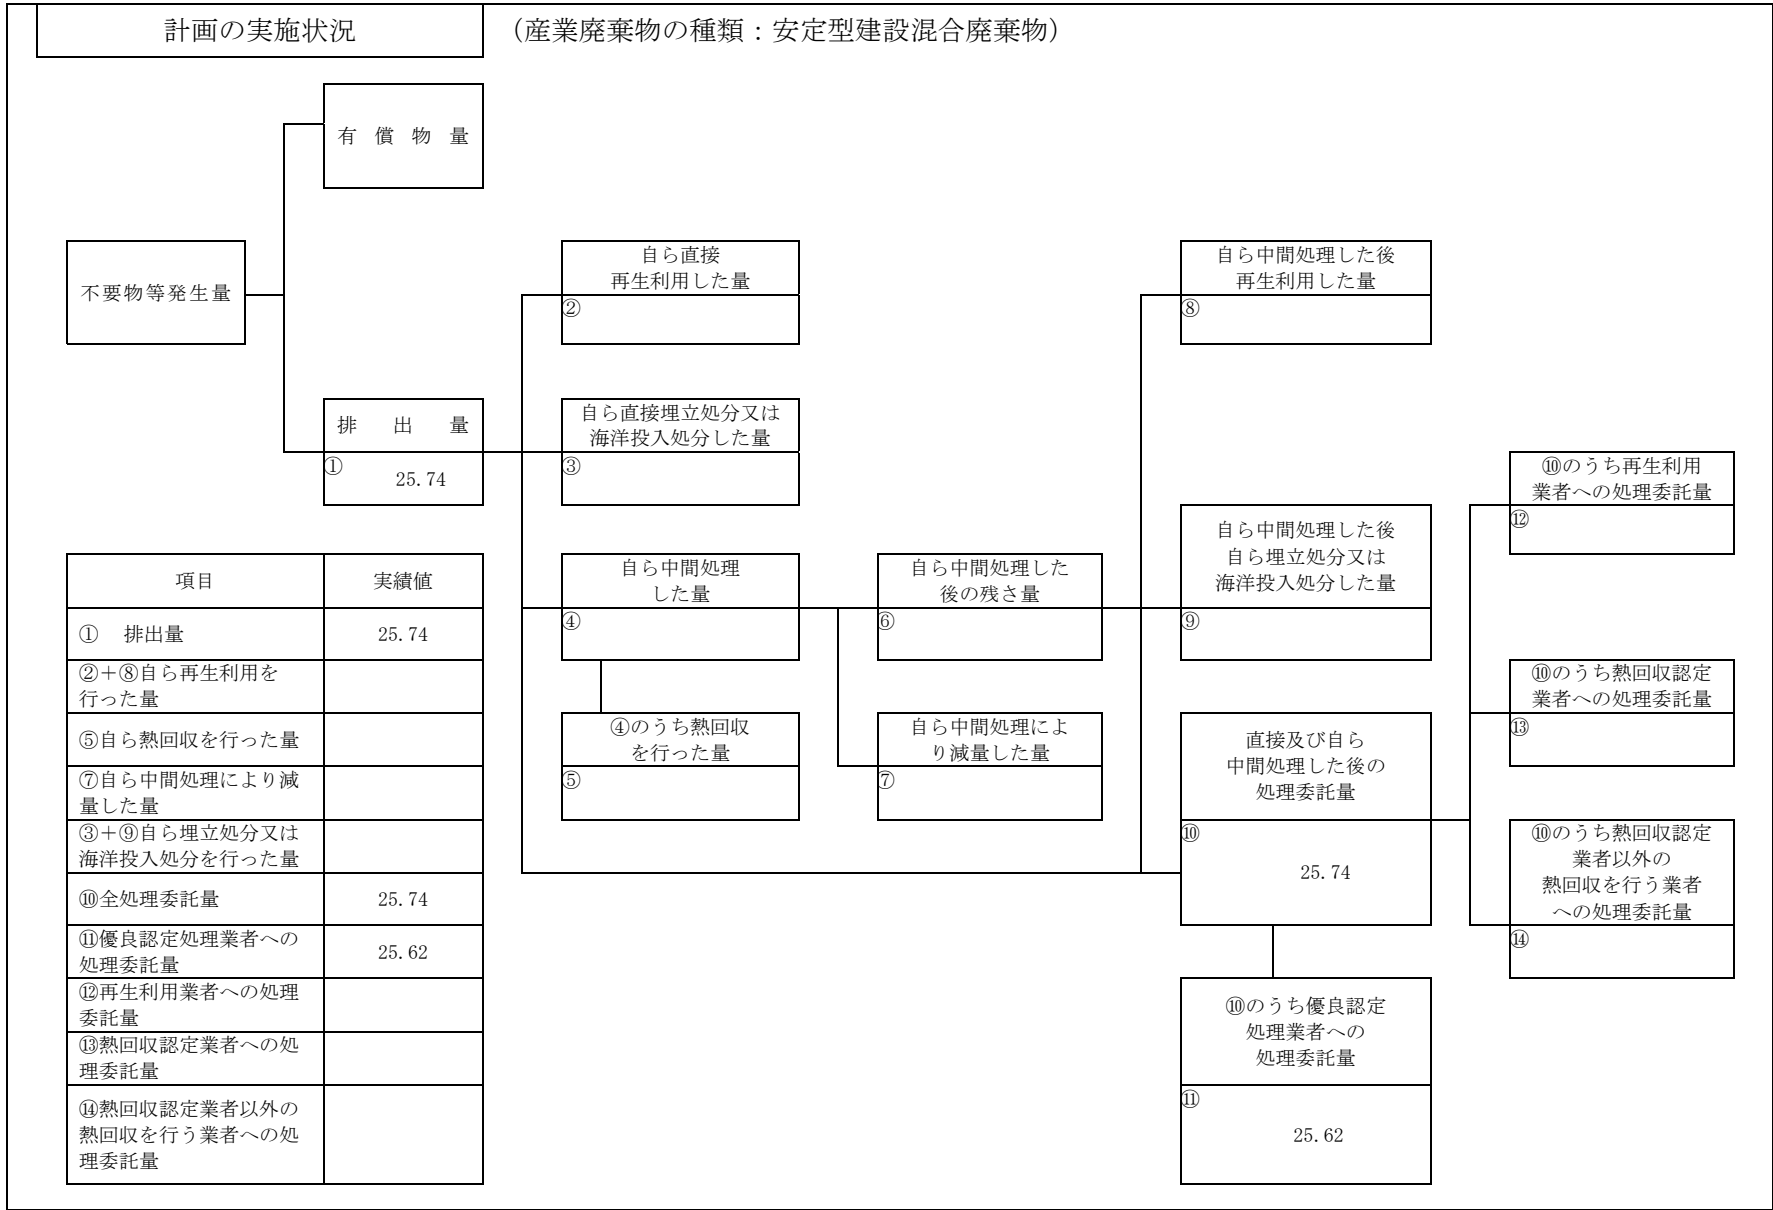 計画の実施状況
（産業廃棄物の種類：安定型建設混合廃棄物）
有償物量
不要物等発生量
排出量
①
25.74
自ら直接
再生利用した量
②
自ら直接埋立処分又は
海洋投入処分した量
③
自ら中間処理
した量
④
④のうち熱回収
を行った量
⑤
自ら中間処理した
後の残さ量
⑥
自ら中間処理によ
り減量した量
⑦
自ら中間処理した後
再生利用した量
⑧
自ら中間処理した後
自ら埋立処分又は
海洋投入処分した量
⑨
直接及び自ら
中間処理した後の
処理委託量
⑩
25.74
⑩のうち優良認定
処理業者への
処理委託量
⑪
25.62
⑩のうち再生利用
業者への処理委託量
⑫
⑩のうち熱回収認定
業者への処理委託量
⑬
⑩のうち熱回収認定
業者以外の
熱回収を行う業者
への処理委託量
⑭
項目 実績値
① 排出量 25.74
②＋⑧自ら再生利用を
行った量
⑤自ら熱回収を行った量
⑦自ら中間処理により減
量した量
③＋⑨自ら埋立処分又は
海洋投入処分を行った量
⑩全処理委託量 25.74
⑪優良認定処理業者への
処理委託量 25.62
⑫再生利用業者への処理
委託量
⑬熱回収認定業者への処
理委託量
⑭熱回収認定業者以外の
熱回収を行う業者への処
理委託量